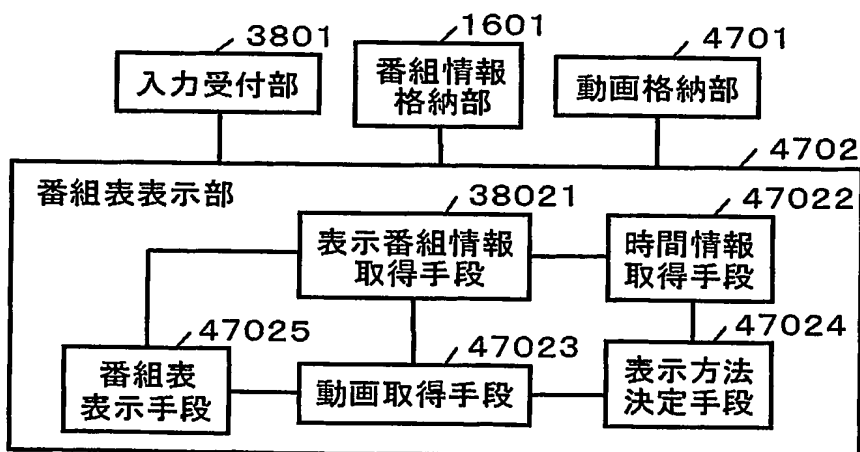 3801
入力受付部
1601
番組情報
格納部
4701
動画格納部
4702
番組表表示部
38021
表示番組情報
取得手段
47022
時間情報
取得手段
47025
番組表
表示手段
47023
動画取得手段
47024
表示方法
決定手段